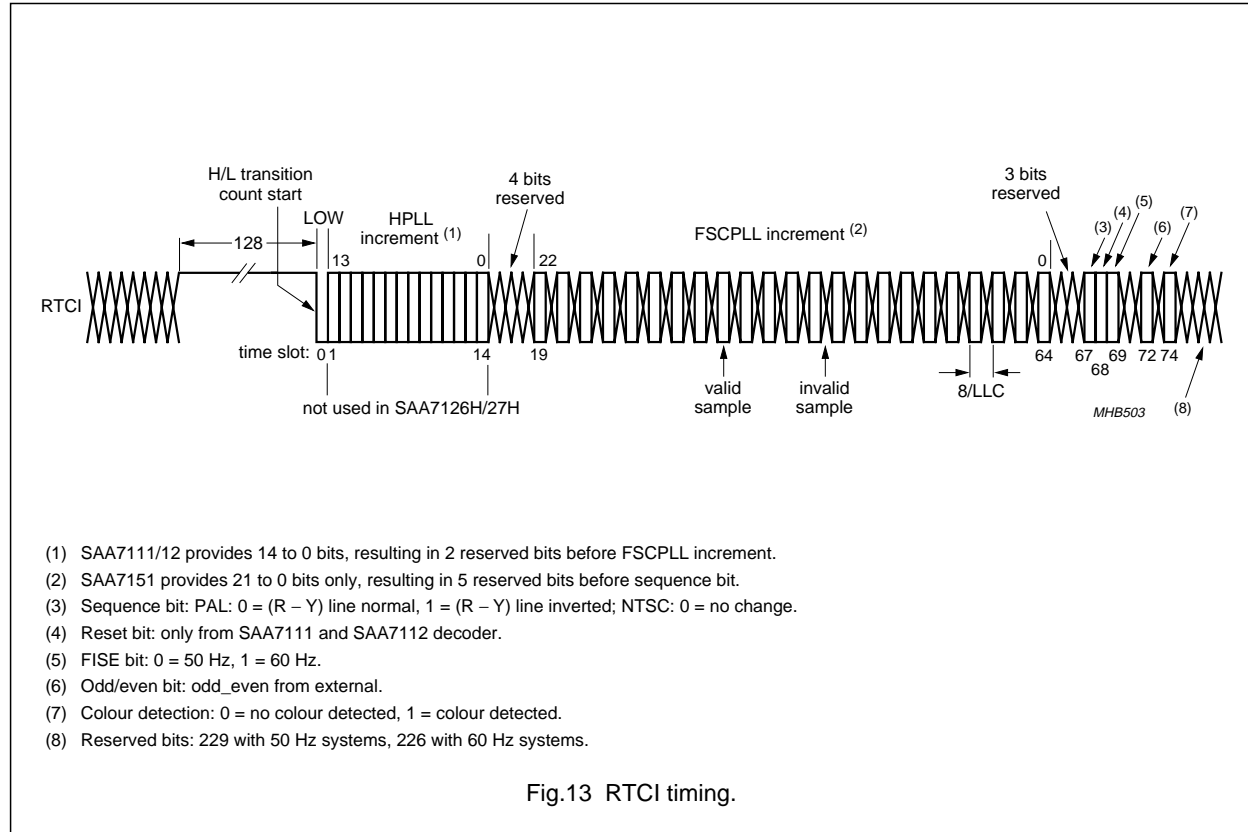 H/L transition
count start
4 bits
reserved
3 bits
reserved
LOW
HPLL
increment (1)
FSCPLL increment (2)
(3)
(4)
(5)
(6)
(7)
128
13
0
22
0
RTCI
time slot:
0 1
14
19
64
67
68
69
72
74
not used in SAA7126H/27H
valid
sample
invalid
sample
8/LLC
MHB503
(8)
(1) SAA7111/12 provides 14 to 0 bits, resulting in 2 reserved bits before FSCPLL increment.
(2) SAA7151 provides 21 to 0 bits only, resulting in 5 reserved bits before sequence bit.
(3) Sequence bit: PAL: 0 = (R − Y) line normal, 1 = (R − Y) line inverted; NTSC: 0 = no change.
(4) Reset bit: only from SAA7111 and SAA7112 decoder.
(5) FISE bit: 0 = 50 Hz, 1 = 60 Hz.
(6) Odd/even bit: odd_even from external.
(7) Colour detection: 0 = no colour detected, 1 = colour detected.
(8) Reserved bits: 229 with 50 Hz systems, 226 with 60 Hz systems.
Fig.13 RTCI timing.